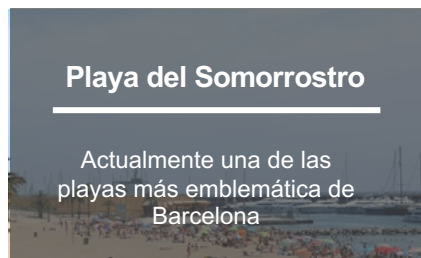 Playa del Somorrostro
Actualmente una de las
playas más emblemática de
Barcelona